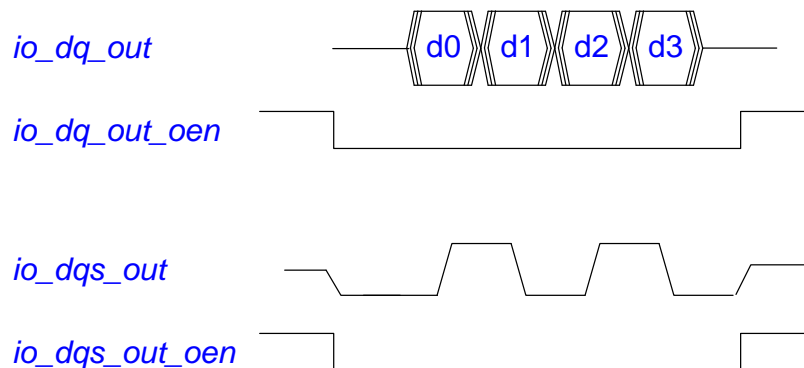 io_dq_out
d0 d1 d2 d3
io_dq_out_oen
io_dqs_out
io_dqs_out_oen